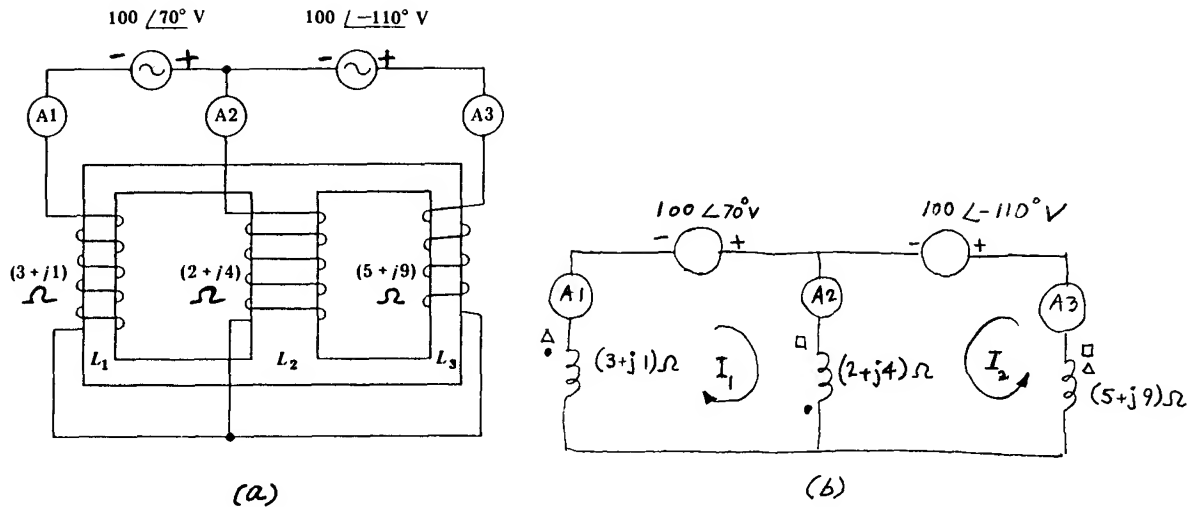 100 ∠70° V
100 ∠−110° V
− +
− +
A1
A2
A3
(3 + j1)
Ω
(2 + j4)
Ω
(5 + j9)
Ω
L₁
L₂
L₃
(a)
100 ∠70° V
100 ∠-110° V
− +
− +
A1
A2
A3
(3+j1)Ω
I₁
(2+j4)Ω
I₂
(5+j9)Ω
(b)